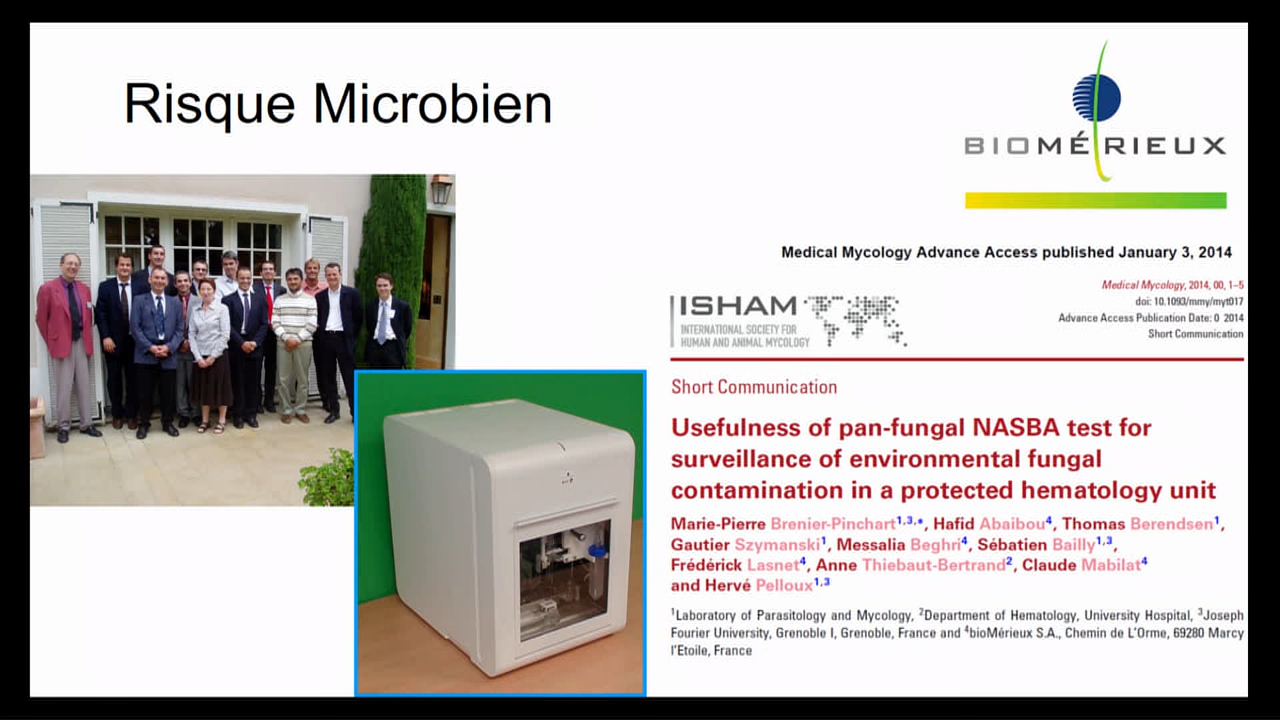 Risque Microbien
BIOMÉRIEUX
Medical Mycology Advance Access published January 3, 2014
Medical Mycology, 2014, 00, 1–5
doi: 10.1093/mmy/myt017
Advance Access Publication Date: 0 2014
Short Communication
ISHAM
INTERNATIONAL SOCIETY FOR
HUMAN AND ANIMAL MYCOLOGY
Short Communication
Usefulness of pan-fungal NASBA test for
surveillance of environmental fungal
contamination in a protected hematology unit
Marie-Pierre Brenier-Pinchart1,3,*, Hafid Abaibou4, Thomas Berendsen1,
Gautier Szymanski1, Messalia Beghri4, Sébatien Bailly1,3,
Frédérick Lasnet4, Anne Thiebaut-Bertrand2, Claude Mabilat4
and Hervé Pelloux1,3
1Laboratory of Parasitology and Mycology, 2Department of Hematology, University Hospital, 3Joseph
Fourier University, Grenoble I, Grenoble, France and 4bioMérieux S.A., Chemin de L'Orme, 69280 Marcy
l'Etoile, France